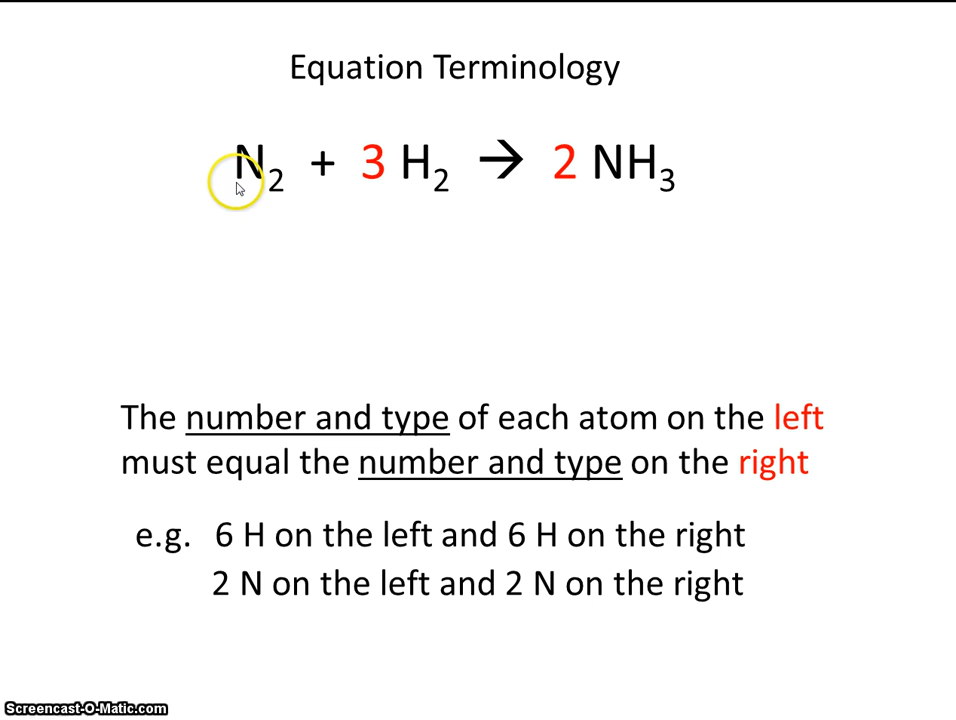 Equation Terminology
N₂ + 3 H₂ → 2 NH₃
The number and type of each atom on the left
must equal the number and type on the right
e.g. 6 H on the left and 6 H on the right
2 N on the left and 2 N on the right
Screencast-O-Matic.com